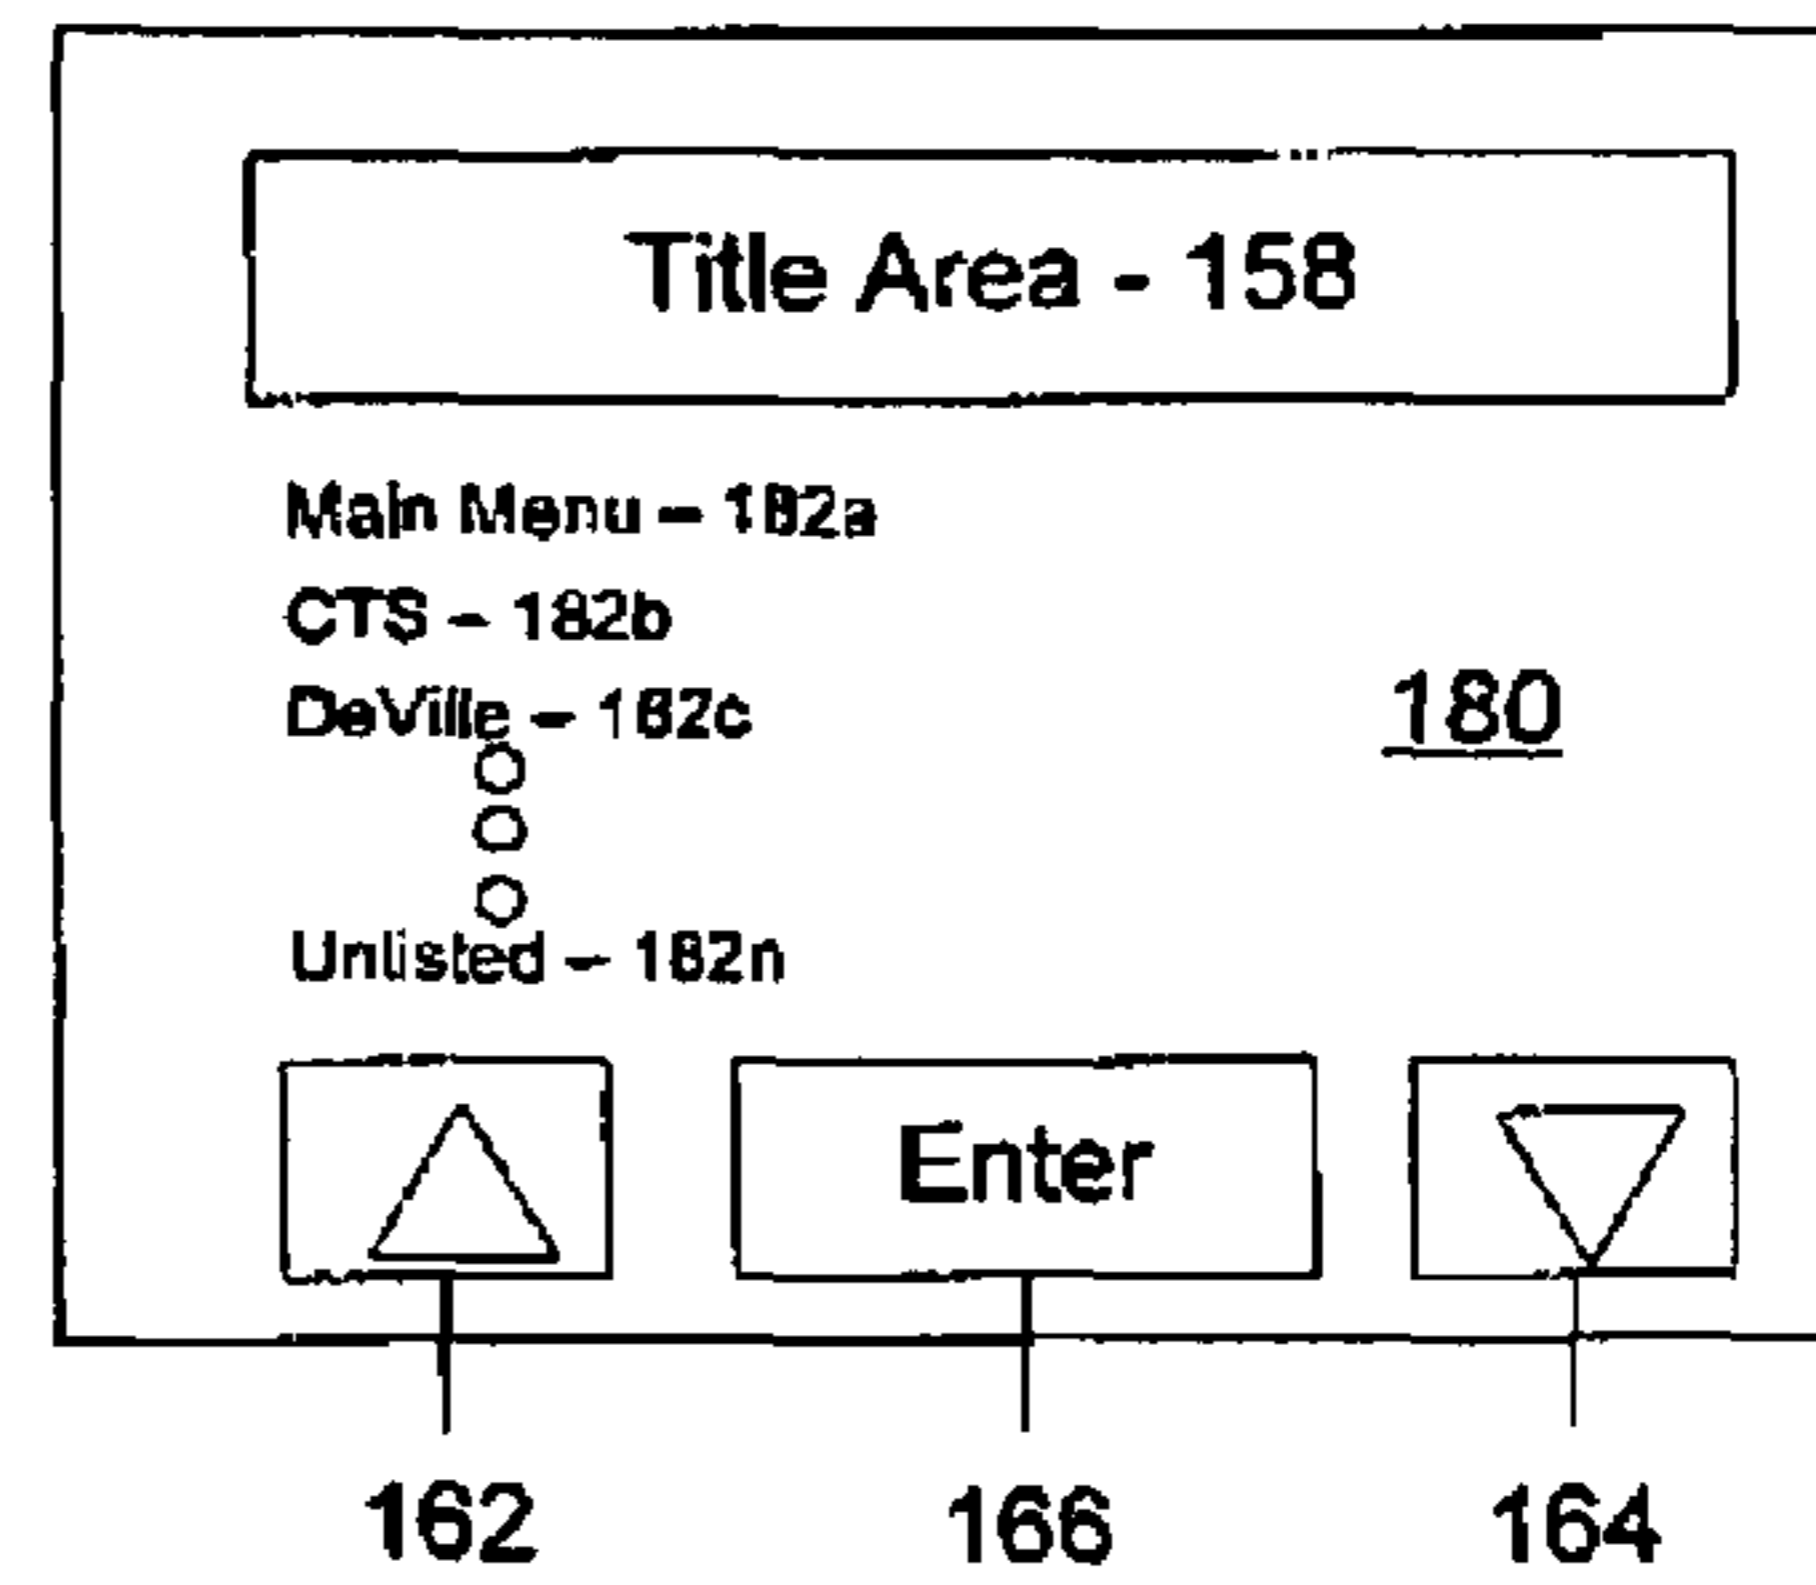 Title Area - 158
Main Menu – 182a
CTS – 182b
DeVille – 182c
180
Unlisted – 182n
Enter
162 166 164